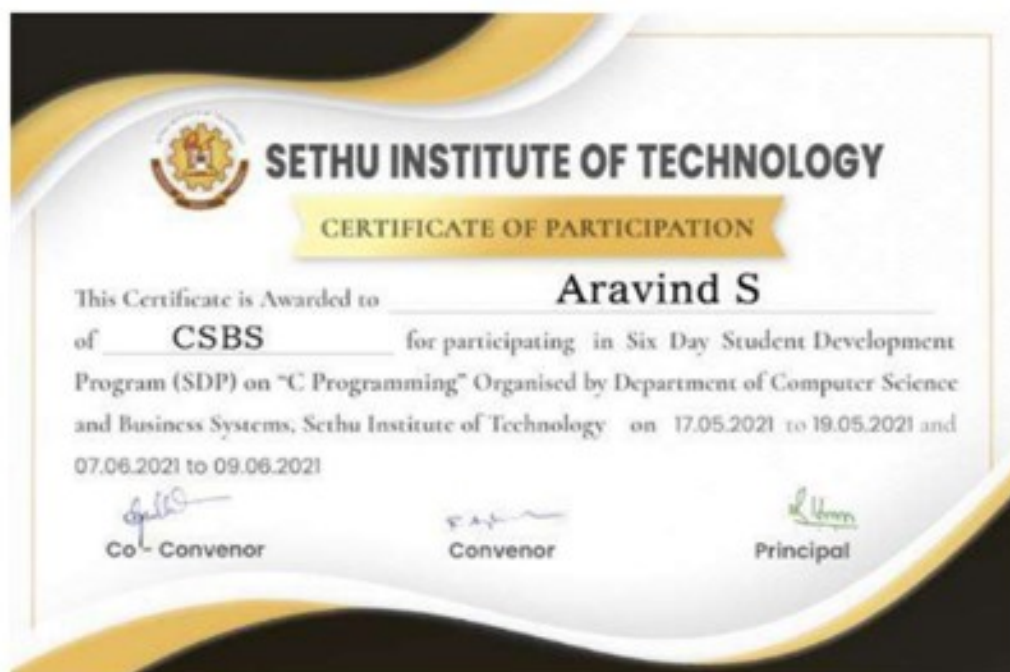 SETHU INSTITUTE OF TECHNOLOGY
CERTIFICATE OF PARTICIPATION
This Certificate is Awarded to Aravind S
of CSBS for participating in Six Day Student Development
Program (SDP) on “C Programming” Organised by Department of Computer Science
and Business Systems, Sethu Institute of Technology on 17.05.2021 to 19.05.2021 and
07.06.2021 to 09.06.2021
Co - Convenor Convenor Principal